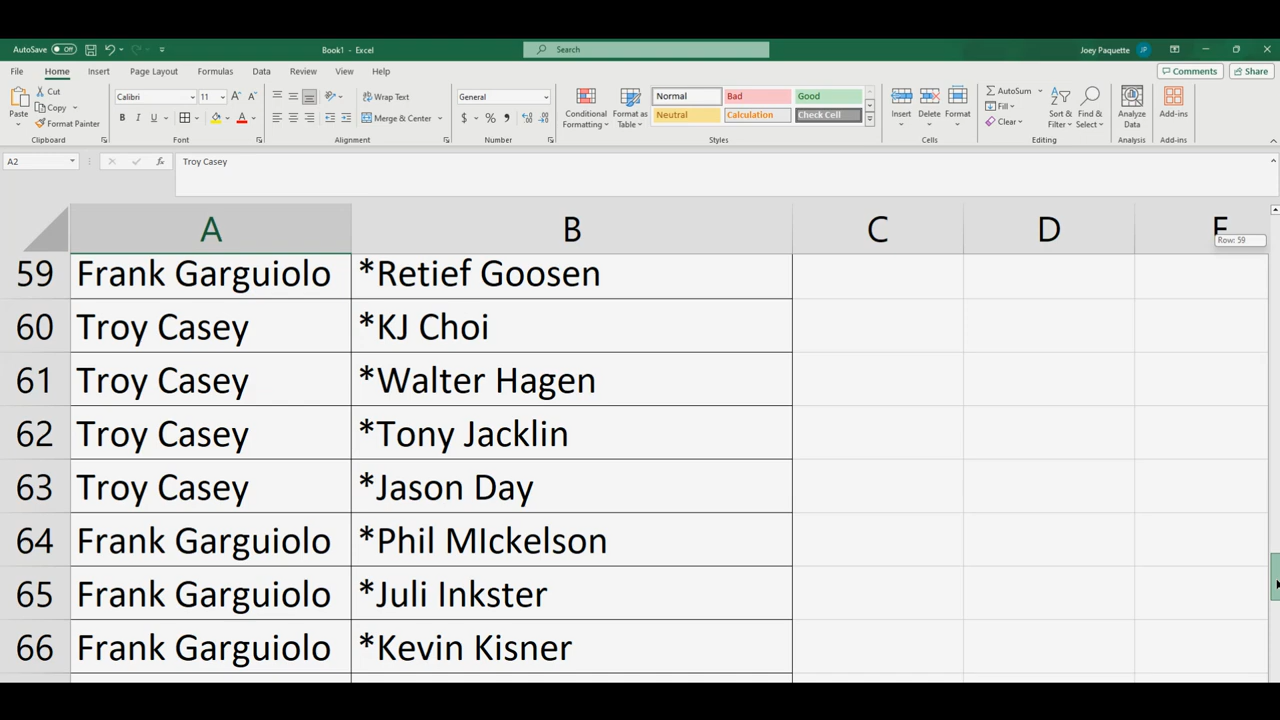 AutoSave Off Book1 - Excel Search Joey Paquette JP
File Home Insert Page Layout Formulas Data Review View Help Comments Share
Paste Cut Copy Format Painter
Calibri 11 A A
B I U A
Wrap Text
Merge & Center
General
$ % 9
Conditional Formatting
Format as Table
Normal Bad Good
Neutral Calculation Check Cell
Insert Delete Format
AutoSum
Fill
Clear
Sort & Filter
Find & Select
Analyze Data
Add-ins
Clipboard Font Alignment Number Styles Cells Editing Analysis Add-ins
A2 fx Troy Casey
A B C D E
Row: 59
59 Frank Garguiolo *Retief Goosen
60 Troy Casey *KJ Choi
61 Troy Casey *Walter Hagen
62 Troy Casey *Tony Jacklin
63 Troy Casey *Jason Day
64 Frank Garguiolo *Phil MIckelson
65 Frank Garguiolo *Juli Inkster
66 Frank Garguiolo *Kevin Kisner